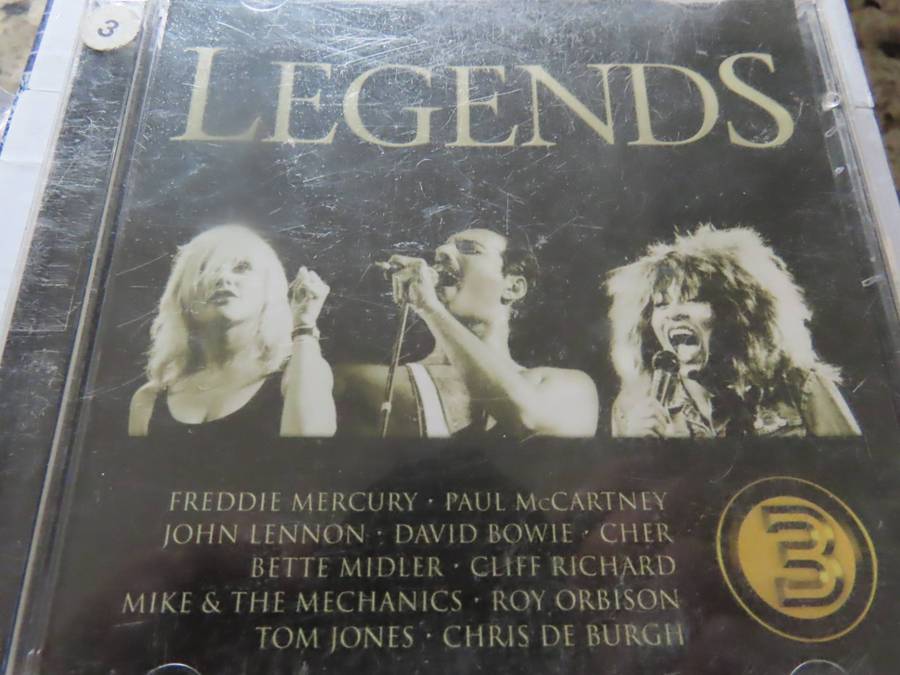 3
LEGENDS
FREDDIE MERCURY · PAUL McCARTNEY
JOHN LENNON · DAVID BOWIE · CHER
BETTE MIDLER · CLIFF RICHARD
MIKE & THE MECHANICS · ROY ORBISON
TOM JONES · CHRIS DE BURGH
3